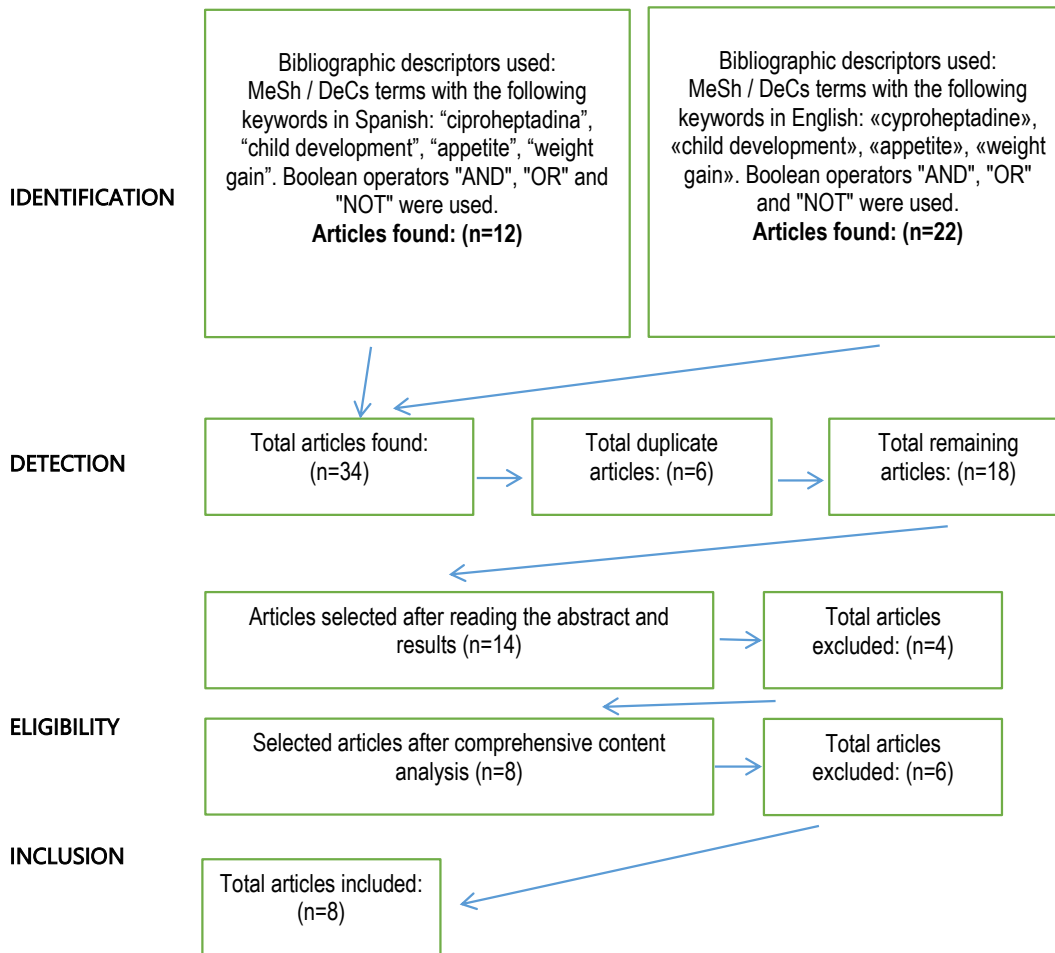 Bibliographic descriptors used:
MeSh / DeCs terms with the following
keywords in Spanish: “ciproheptadina”,
“child development”, “appetite”, “weight
gain”. Boolean operators "AND", "OR" and
"NOT" were used.
Articles found: (n=12)
Bibliographic descriptors used:
MeSh / DeCs terms with the following
keywords in English: «cyproheptadine»,
«child development», «appetite», «weight
gain». Boolean operators "AND", "OR"
and "NOT" were used.
Articles found: (n=22)
IDENTIFICATION
DETECTION
Total articles found:
(n=34)
Total duplicate
articles: (n=6)
Total remaining
articles: (n=18)
Articles selected after reading the abstract and
results (n=14)
Total articles
excluded: (n=4)
ELIGIBILITY
Selected articles after comprehensive content
analysis (n=8)
Total articles
excluded: (n=6)
INCLUSION
Total articles included:
(n=8)